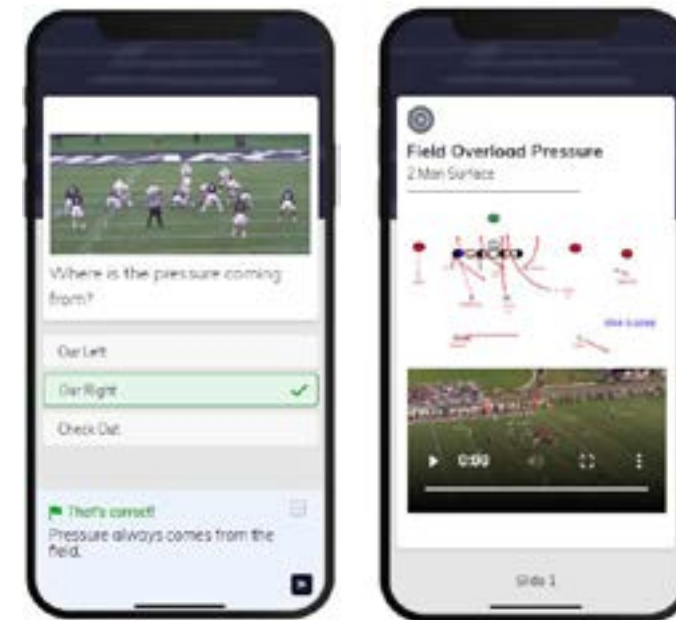 Where is the pressure coming
from?
Our Left
Our Right
Check Out
That's correct!
Pressure always comes from the
field.
Field Overload Pressure
2 Man Surface
0:00
Slide 1